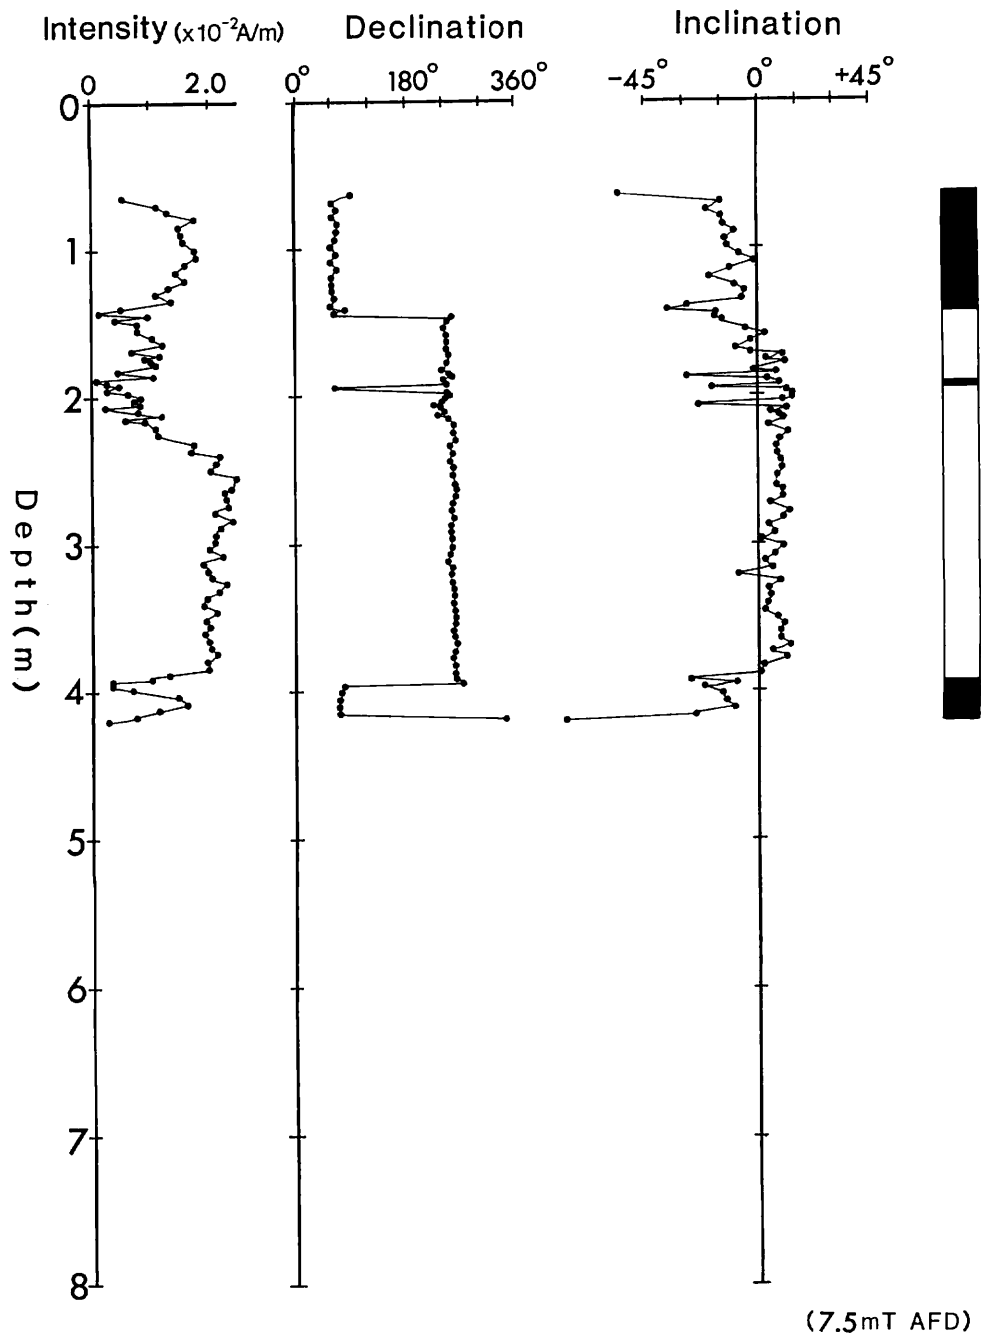 Intensity (x10⁻²A/m) Declination Inclination
0 2.0 0° 180° 360° −45° 0° +45°
0
1
2
3
4
5
6
7
8
Depth(m)
(7.5mT AFD)